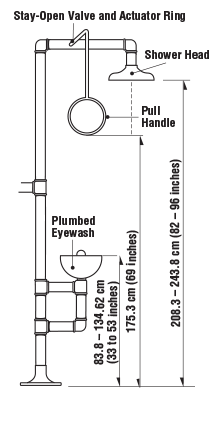 Stay-Open Valve and Actuator Ring
Shower Head
Pull
Handle
Plumbed
Eyewash
83.8 – 134.62 cm
(33 to 53 inches)
175.3 cm (69 inches)
208.3 – 243.8 cm (82 – 96 inches)